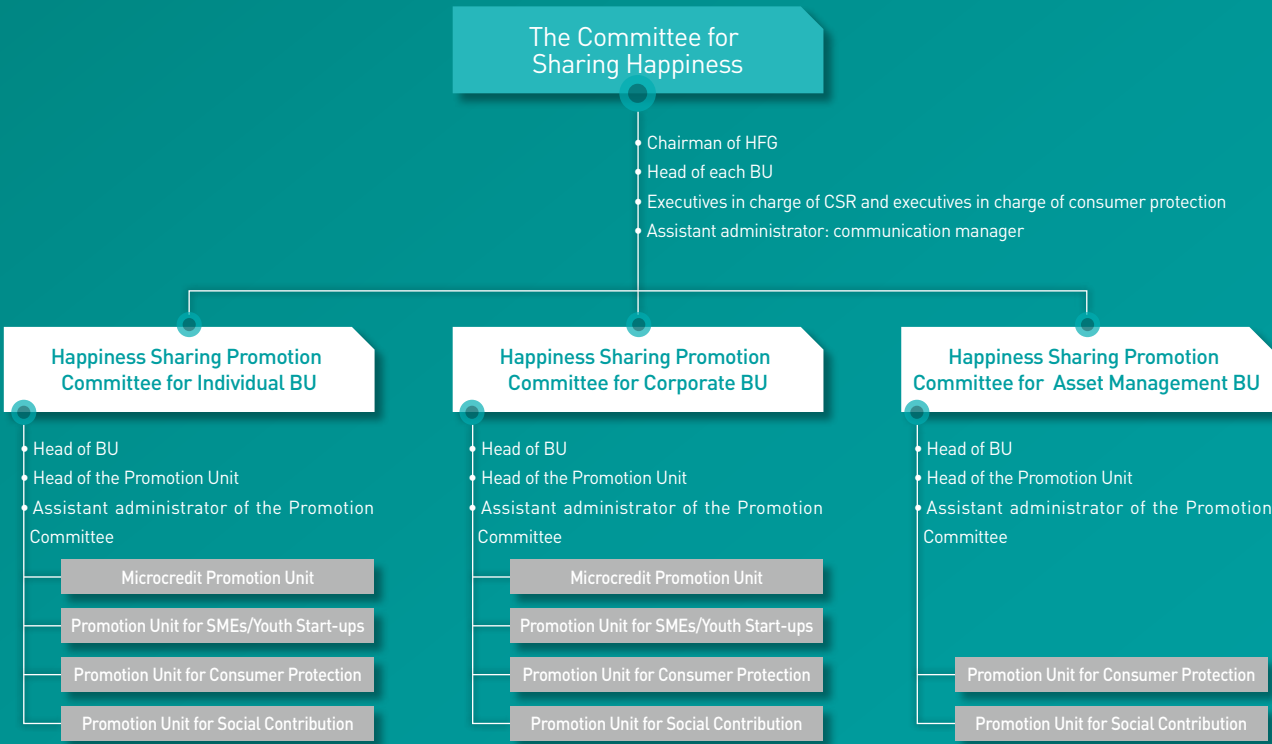 The Committee for
Sharing Happiness
• Chairman of HFG
• Head of each BU
• Executives in charge of CSR and executives in charge of consumer protection
• Assistant administrator: communication manager
Happiness Sharing Promotion
Committee for Individual BU
• Head of BU
• Head of the Promotion Unit
• Assistant administrator of the Promotion
Committee
Microcredit Promotion Unit
Promotion Unit for SMEs/Youth Start-ups
Promotion Unit for Consumer Protection
Promotion Unit for Social Contribution
Happiness Sharing Promotion
Committee for Corporate BU
• Head of BU
• Head of the Promotion Unit
• Assistant administrator of the Promotion
Committee
Microcredit Promotion Unit
Promotion Unit for SMEs/Youth Start-ups
Promotion Unit for Consumer Protection
Promotion Unit for Social Contribution
Happiness Sharing Promotion
Committee for Asset Management BU
• Head of BU
• Head of the Promotion Unit
• Assistant administrator of the Promotion
Committee
Promotion Unit for Consumer Protection
Promotion Unit for Social Contribution